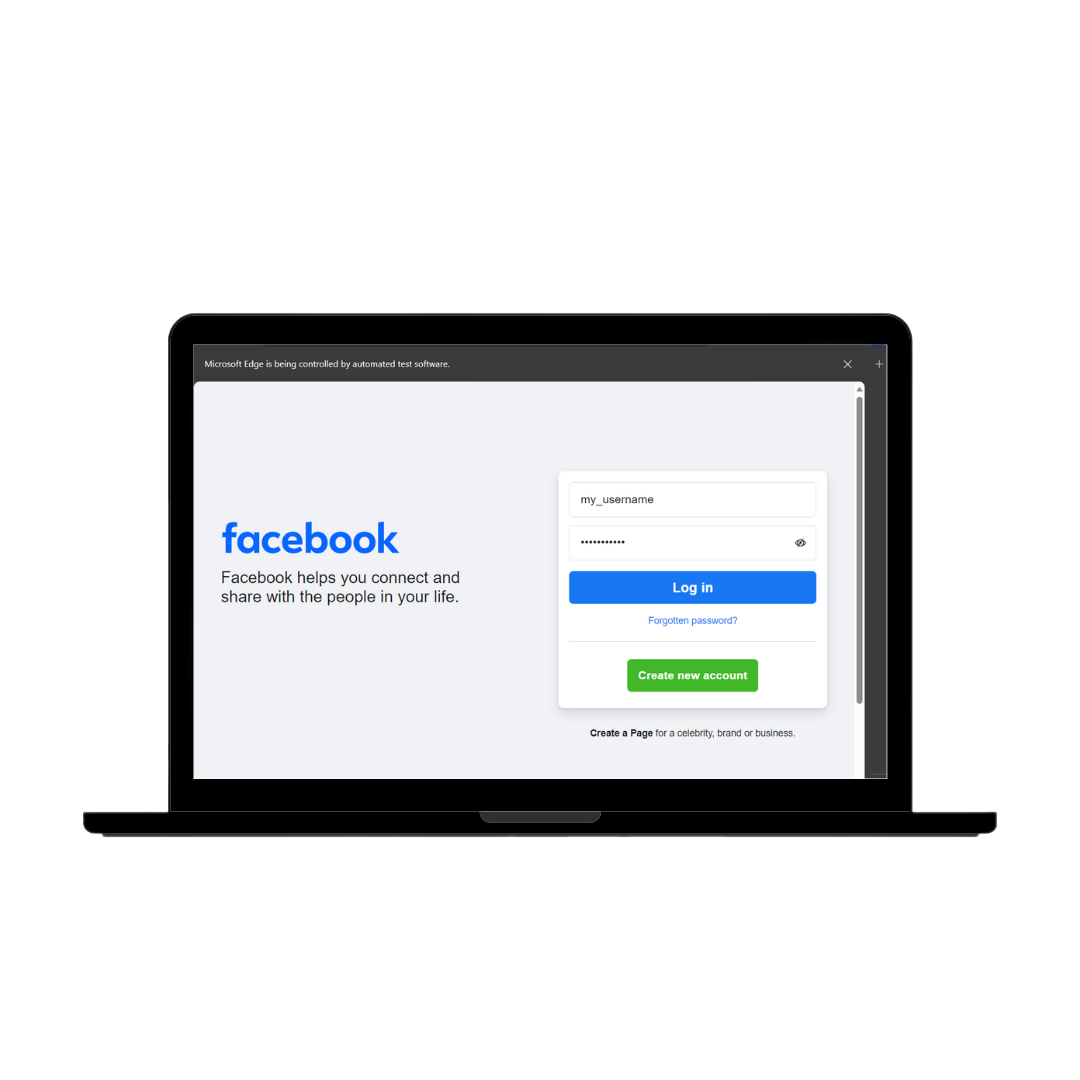 Microsoft Edge is being controlled by automated test software.
my_username
•••••••••••
facebook
Facebook helps you connect and
share with the people in your life.
Log in
Forgotten password?
Create new account
Create a Page for a celebrity, brand or business.